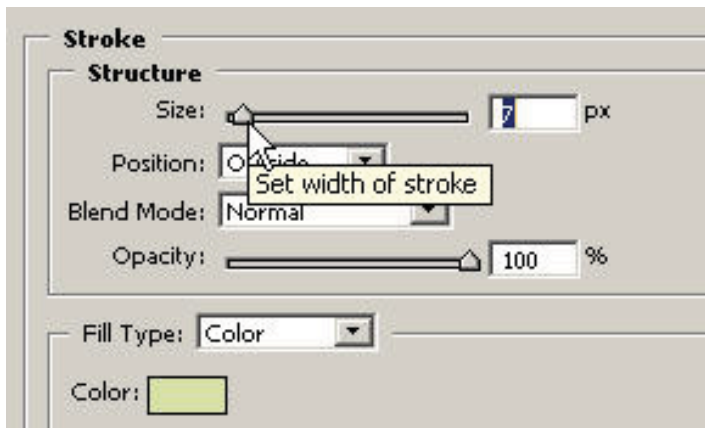 Stroke
Structure
Size: 7 px
Position:
Set width of stroke
Blend Mode: Normal
Opacity: 100 %
Fill Type: Color
Color: